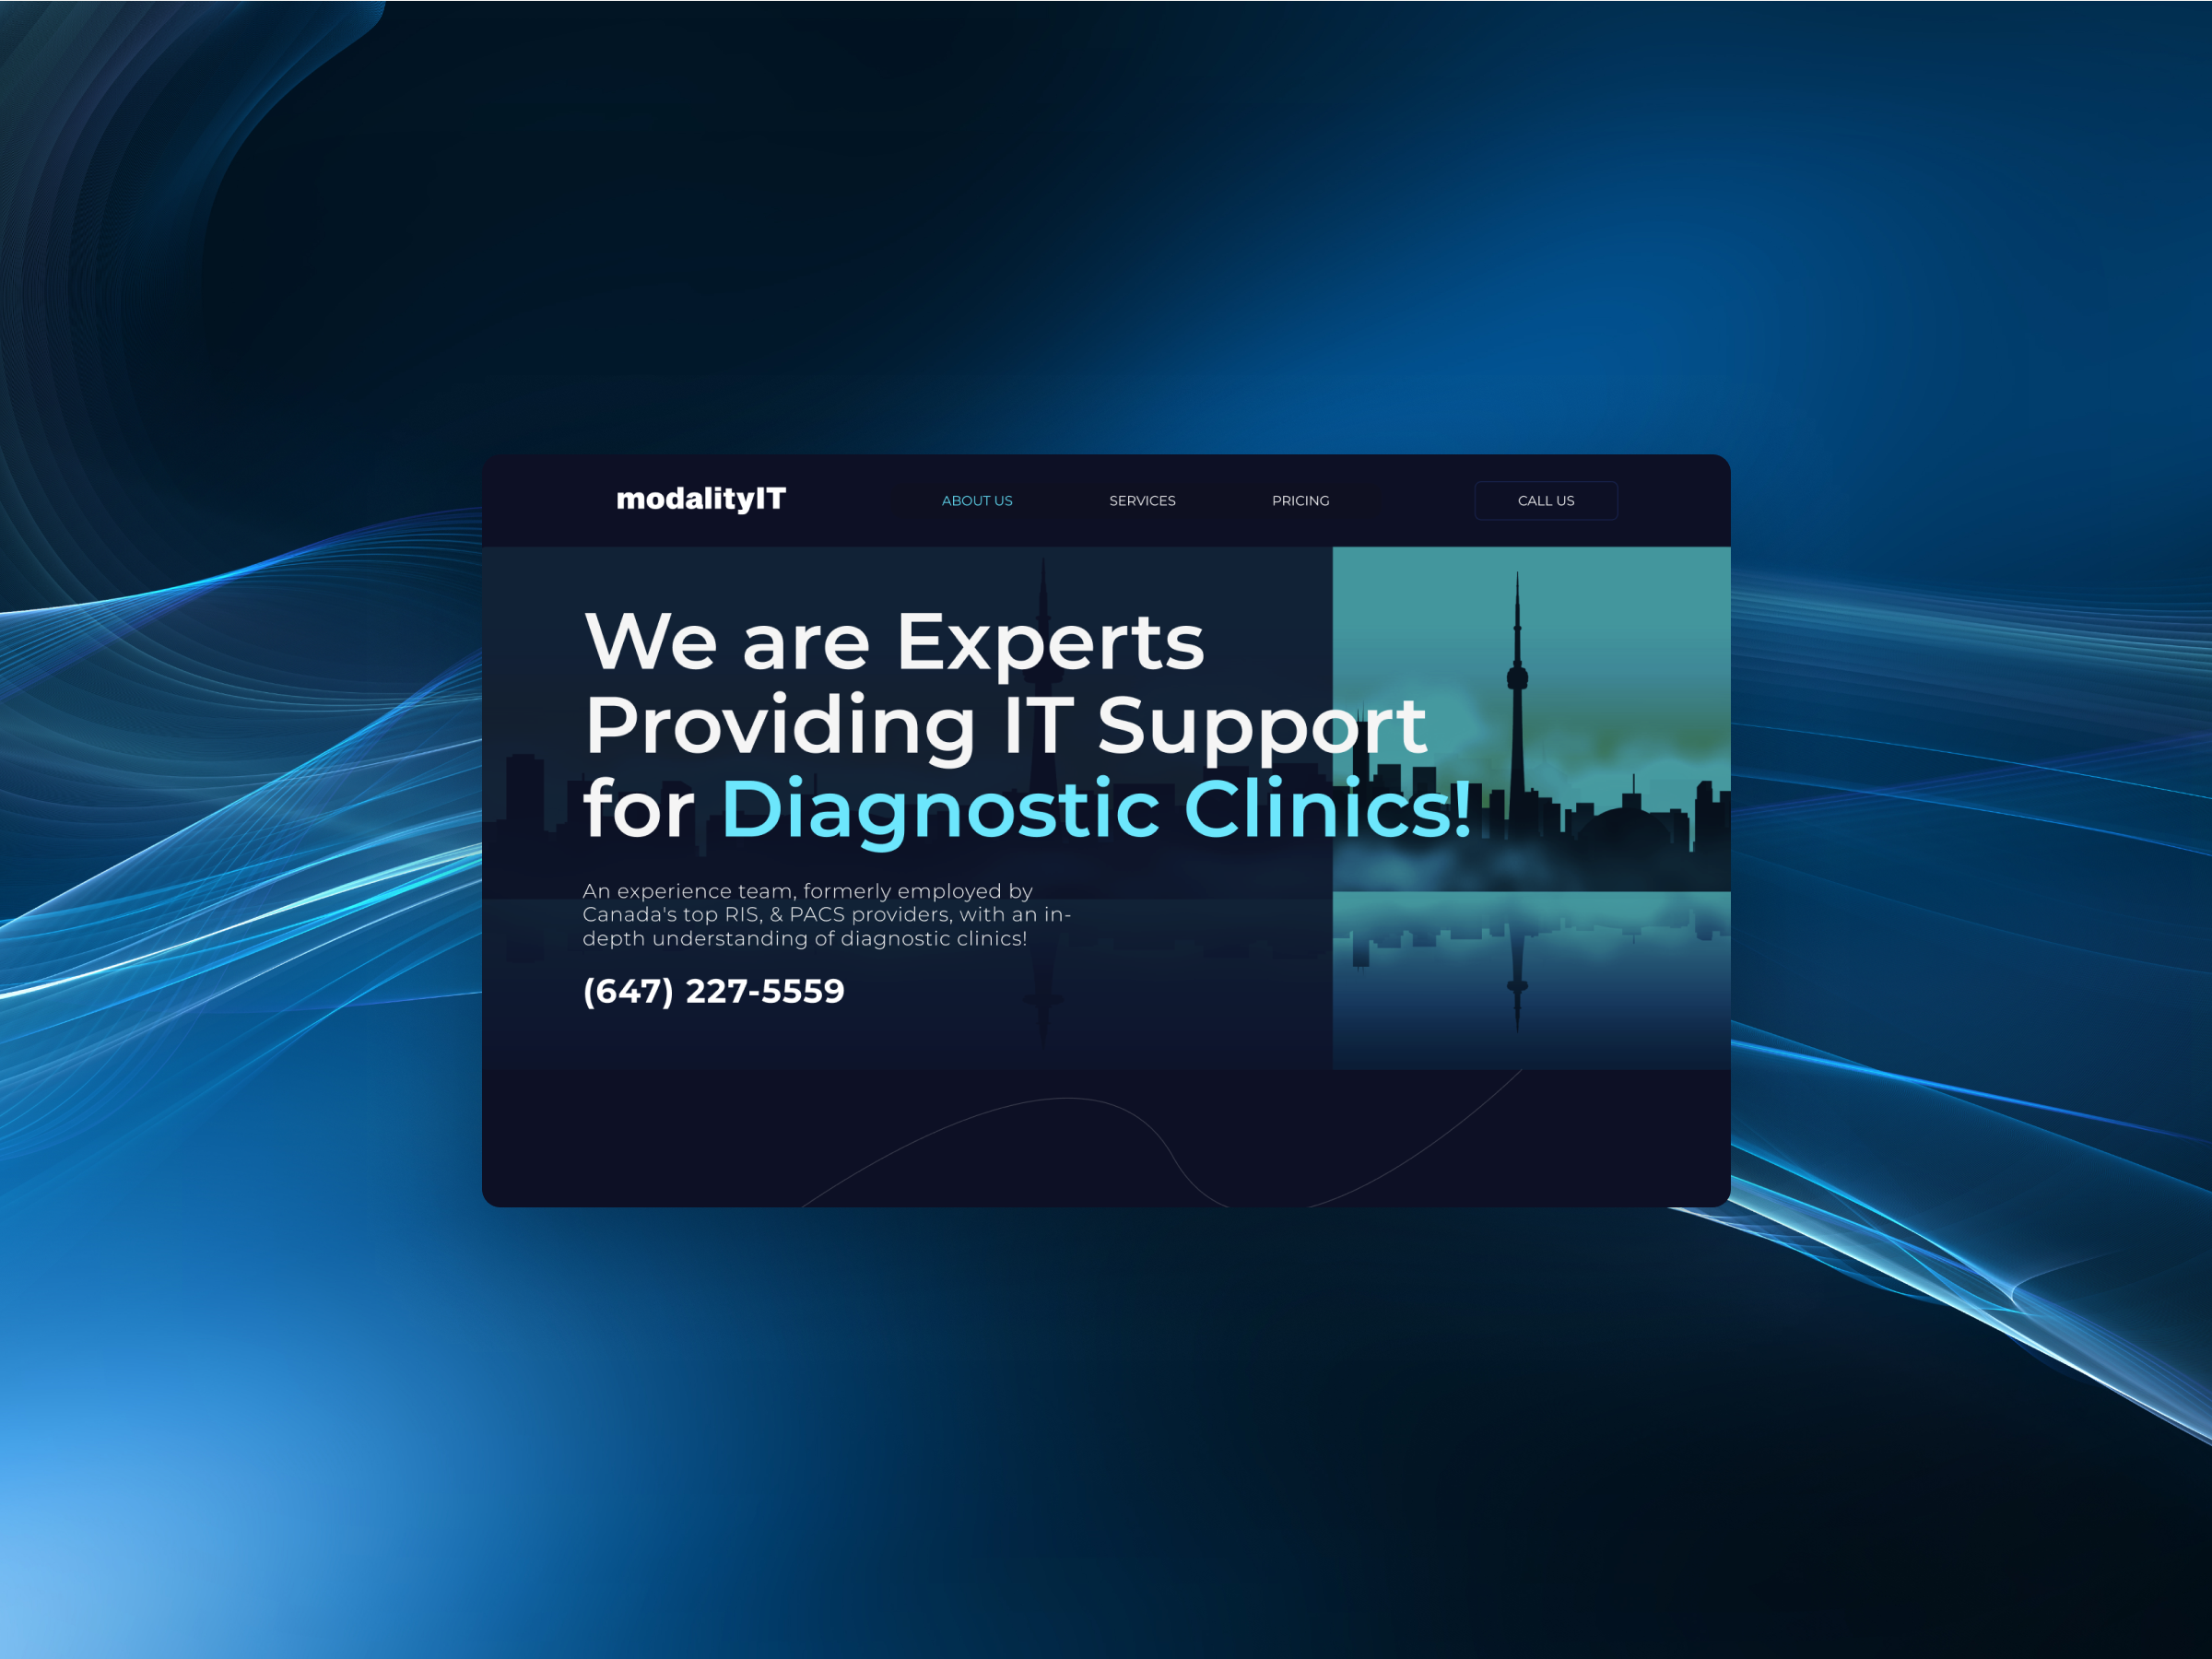 modalityIT
ABOUT US
SERVICES
PRICING
CALL US
We are Experts
Providing IT Support
for Diagnostic Clinics!
An experience team, formerly employed by
Canada's top RIS, & PACS providers, with an in-
depth understanding of diagnostic clinics!
(647) 227-5559